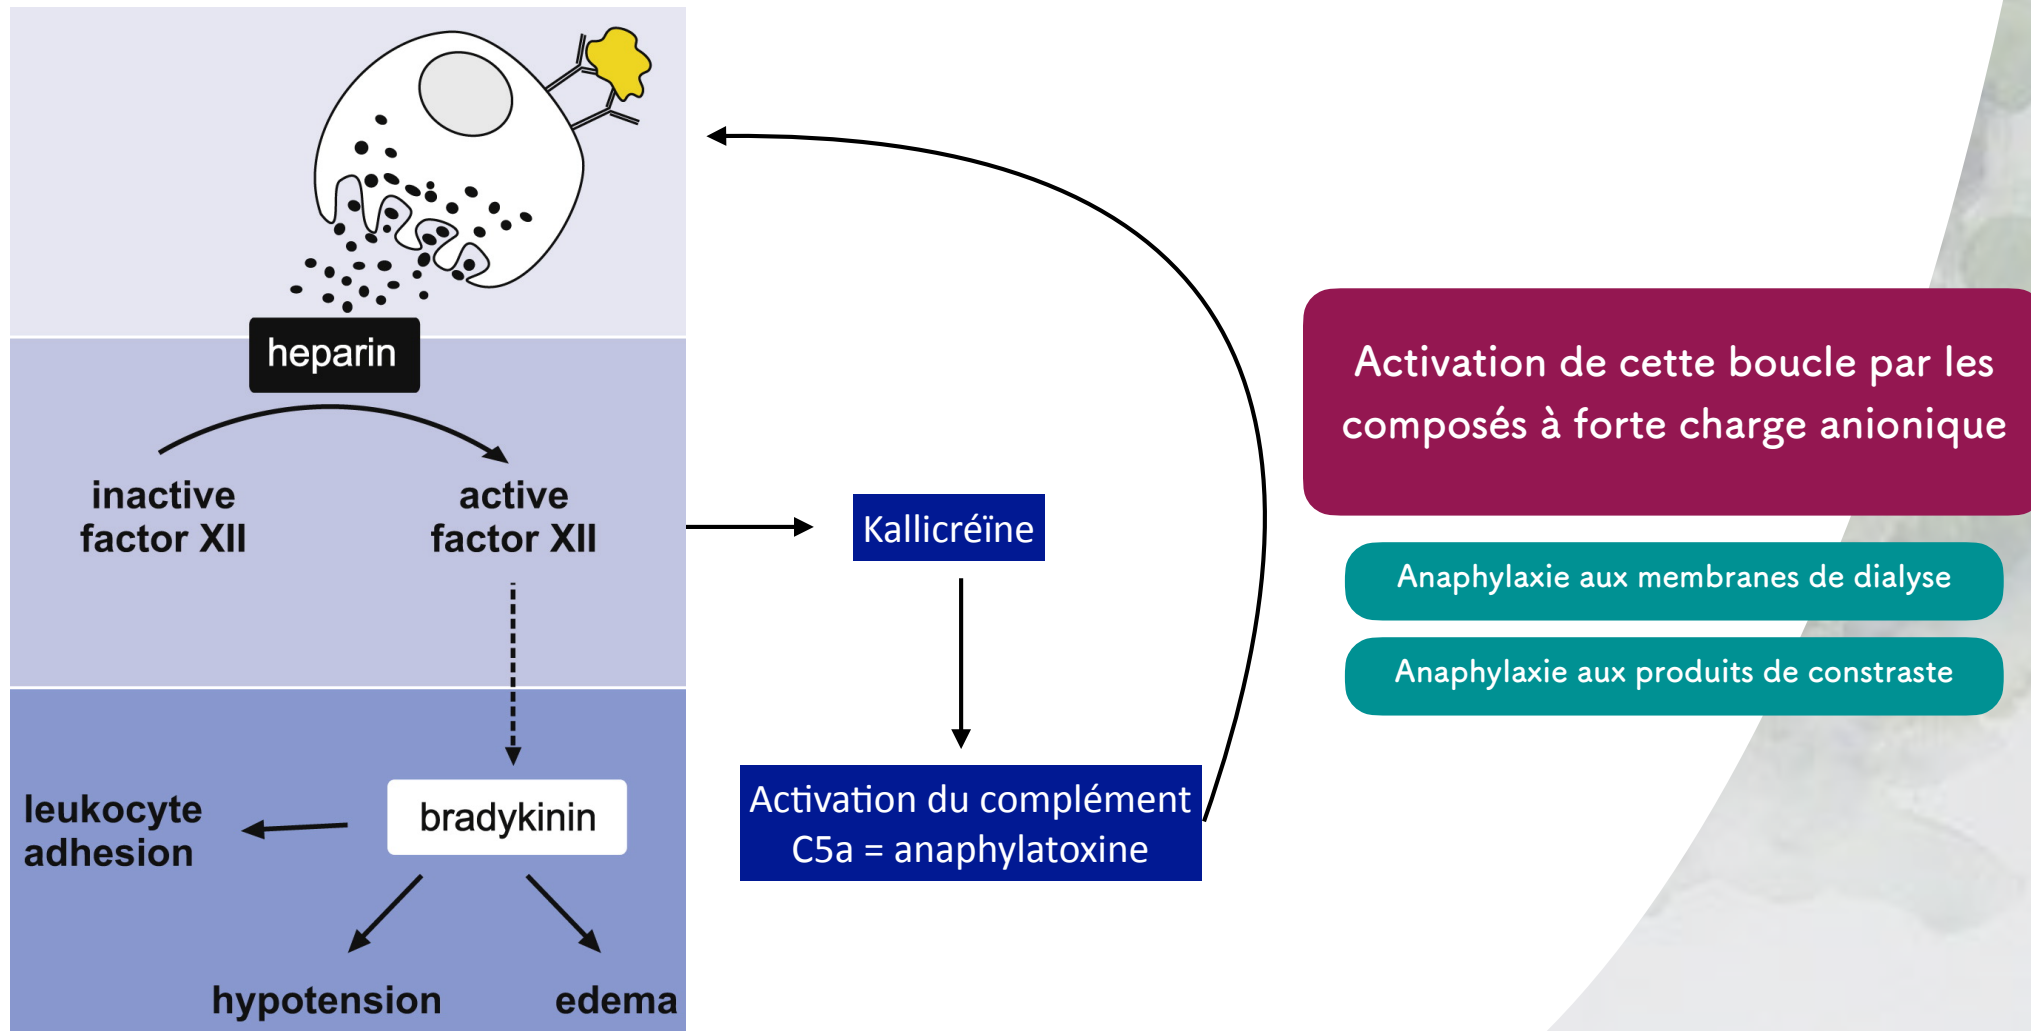 heparin
inactive
factor XII
active
factor XII
bradykinin
leukocyte
adhesion
hypotension
edema
Kallicréïne
Activation du complément
C5a = anaphylatoxine
Activation de cette boucle par les
composés à forte charge anionique
Anaphylaxie aux membranes de dialyse
Anaphylaxie aux produits de constraste